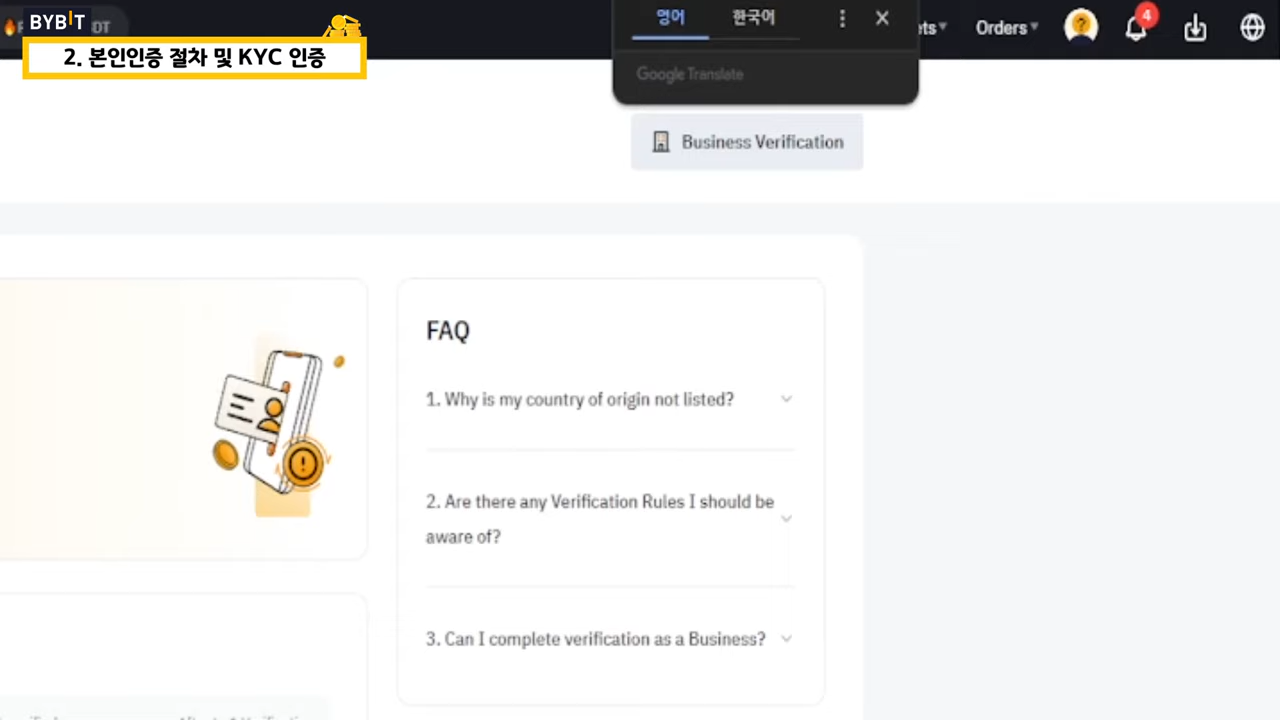 BYBIT
2. 본인인증 절차 및 KYC 인증
영어 한국어
Orders
4
Google Translate
Business Verification
FAQ
1. Why is my country of origin not listed?
2. Are there any Verification Rules I should be
aware of?
3. Can I complete verification as a Business?